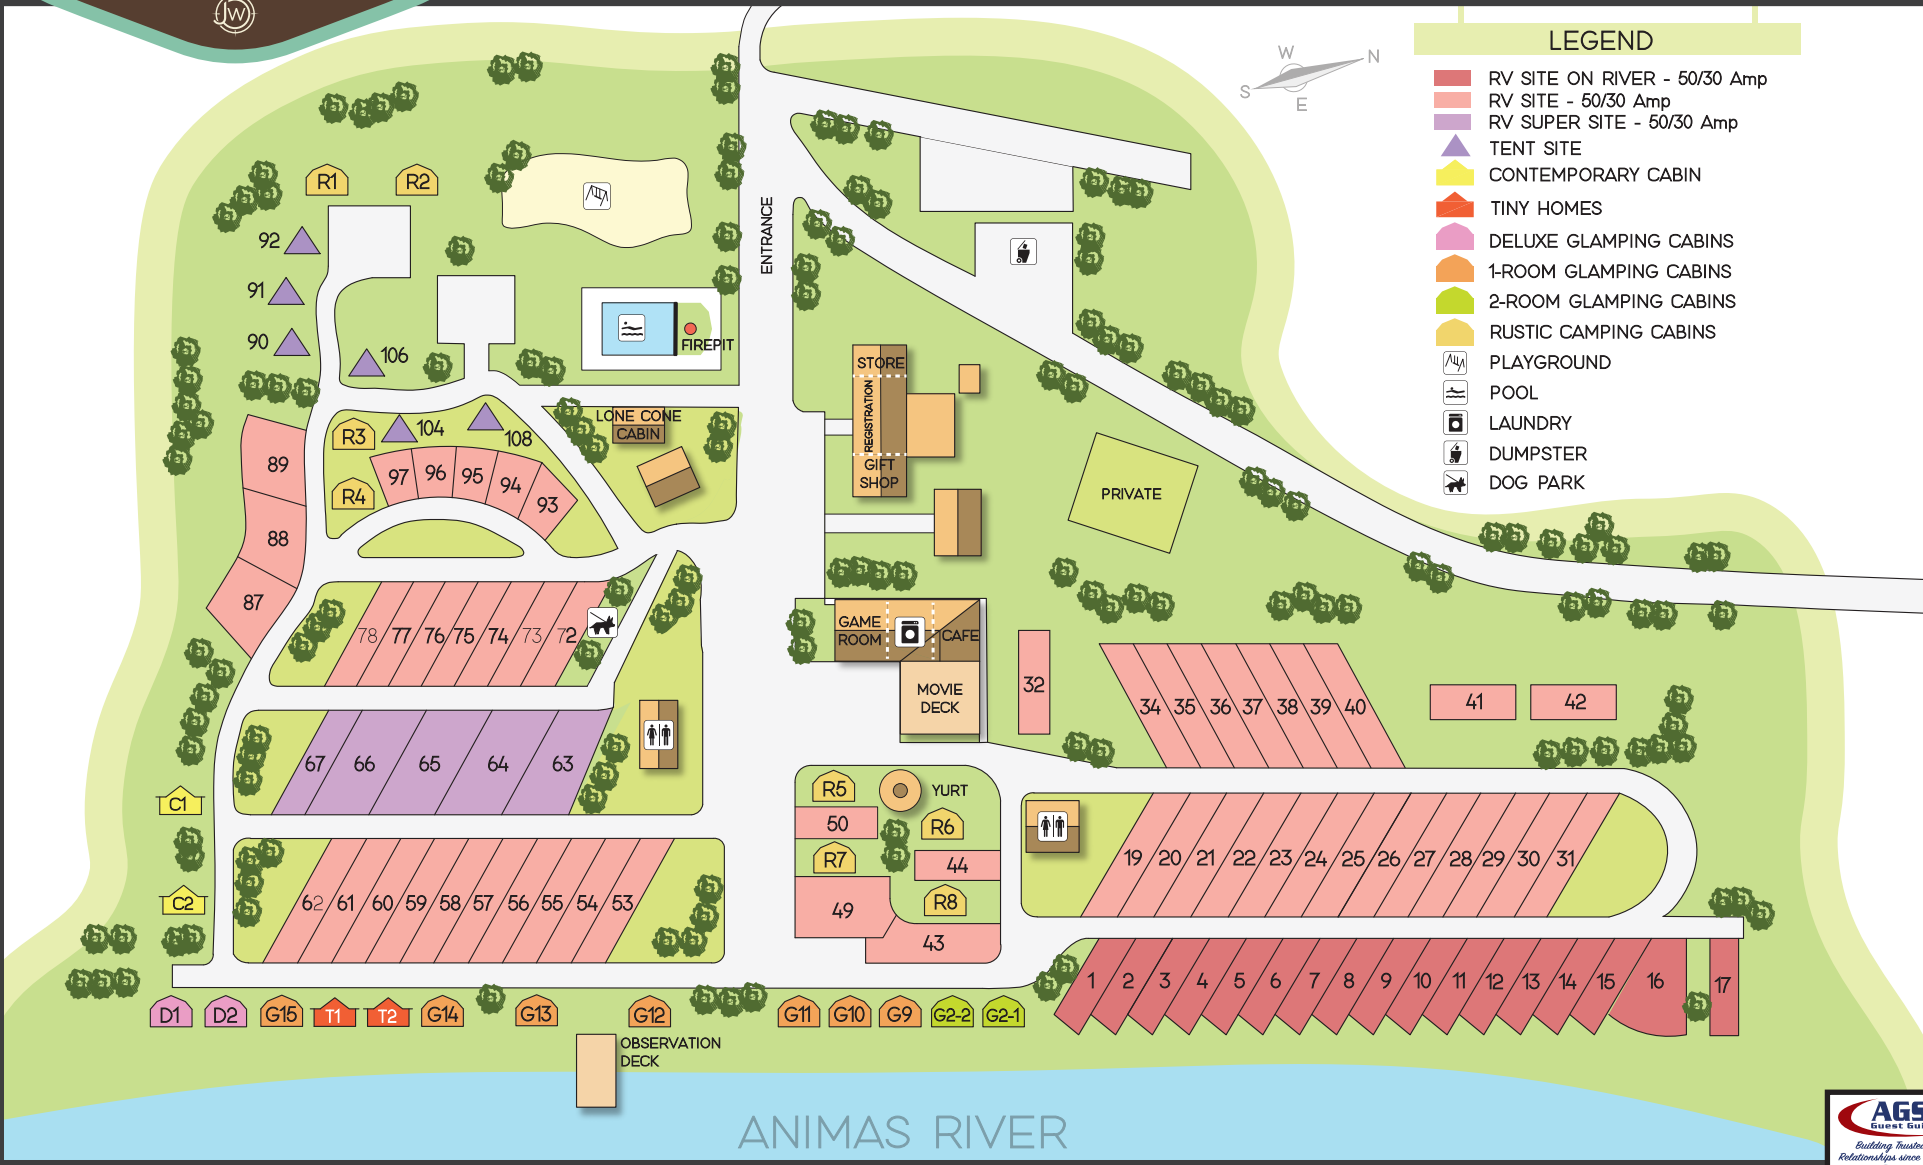 JW
LEGEND
RV SITE ON RIVER - 50/30 Amp
RV SITE - 50/30 Amp
RV SUPER SITE - 50/30 Amp
TENT SITE
CONTEMPORARY CABIN
TINY HOMES
DELUXE GLAMPING CABINS
1-ROOM GLAMPING CABINS
2-ROOM GLAMPING CABINS
RUSTIC CAMPING CABINS
PLAYGROUND
POOL
LAUNDRY
DUMPSTER
DOG PARK
W
N
S
E
R1
R2
92
91
90
106
ENTRANCE
FIREPIT
STORE
REGISTRATION
GIFT
SHOP
LONE CONE
CABIN
R3
104
108
R4
97
96
95
94
93
89
88
87
PRIVATE
78
77
76
75
74
73
72
GAME
ROOM
CAFE
MOVIE
DECK
32
34
35
36
37
38
39
40
41
42
67
66
65
64
63
C1
C2
R5
YURT
50
R6
R7
44
49
R8
43
62
61
60
59
58
57
56
55
54
53
19
20
21
22
23
24
25
26
27
28
29
30
31
1
2
3
4
5
6
7
8
9
10
11
12
13
14
15
16
17
D1
D2
G15
T1
T2
G14
G13
G12
G11
G10
G9
G2-2
G2-1
OBSERVATION
DECK
ANIMAS RIVER
AGS
Guest Gui
Building Trusted
Relationships since